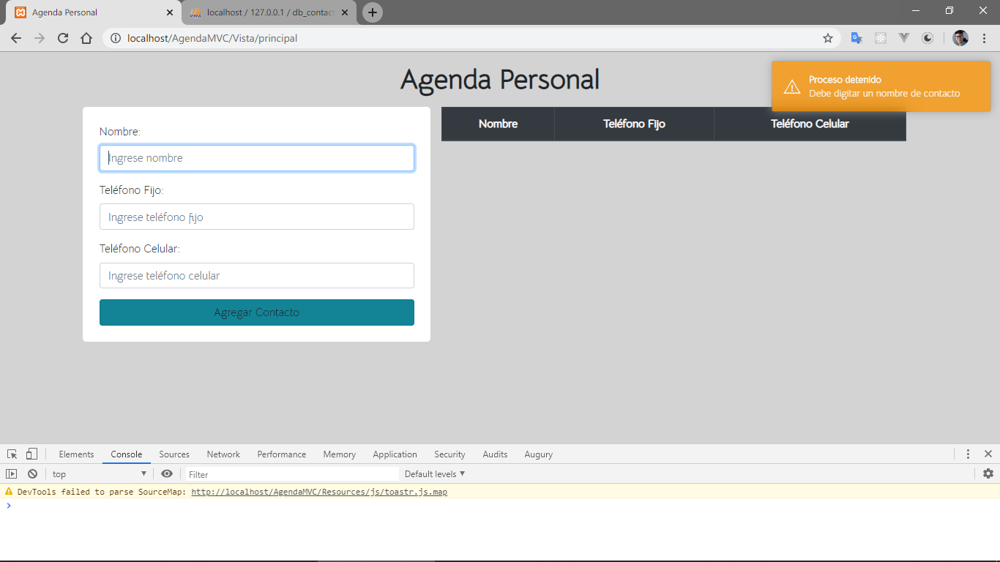 Agenda Personal
localhost / 127.0.0.1 / db_contact
localhost/AgendaMVC/Vista/principal
Agenda Personal
Proceso detenido
Debe digitar un nombre de contacto
Nombre:
Ingrese nombre
Teléfono Fijo:
Ingrese teléfono fijo
Teléfono Celular:
Ingrese teléfono celular
Agregar Contacto
Nombre Teléfono Fijo Teléfono Celular
Elements Console Sources Network Performance Memory Application Security Audits Augury
top Filter Default levels
DevTools failed to parse SourceMap: http://localhost/AgendaMVC/Resources/js/toastr.js.map